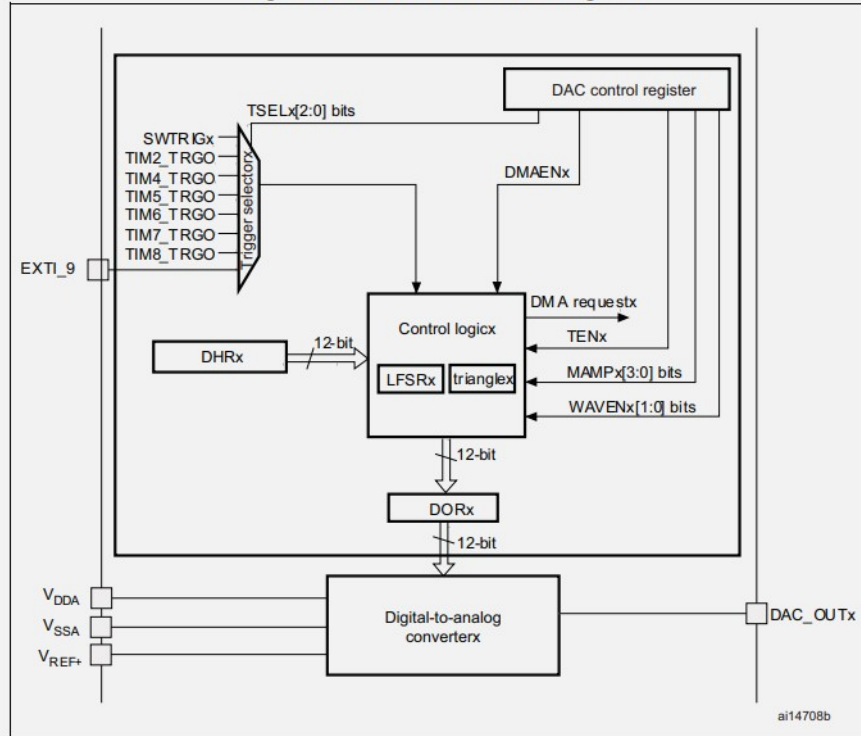 DAC control register
TSELx[2:0] bits
SWTRIGx
TIM2_TRGO
TIM4_TRGO
TIM5_TRGO
TIM6_TRGO
TIM7_TRGO
TIM8_TRGO
Trigger selectorx
DMAENx
EXTI_9
DMA requestx
Control logicx
TENx
12-bit
DHRx
LFSRx
trianglex
MAMPx[3:0] bits
WAVENx[1:0] bits
12-bit
DORx
12-bit
VDDA
VSSA
VREF+
Digital-to-analog
converterx
DAC_OUTx
ai14708b